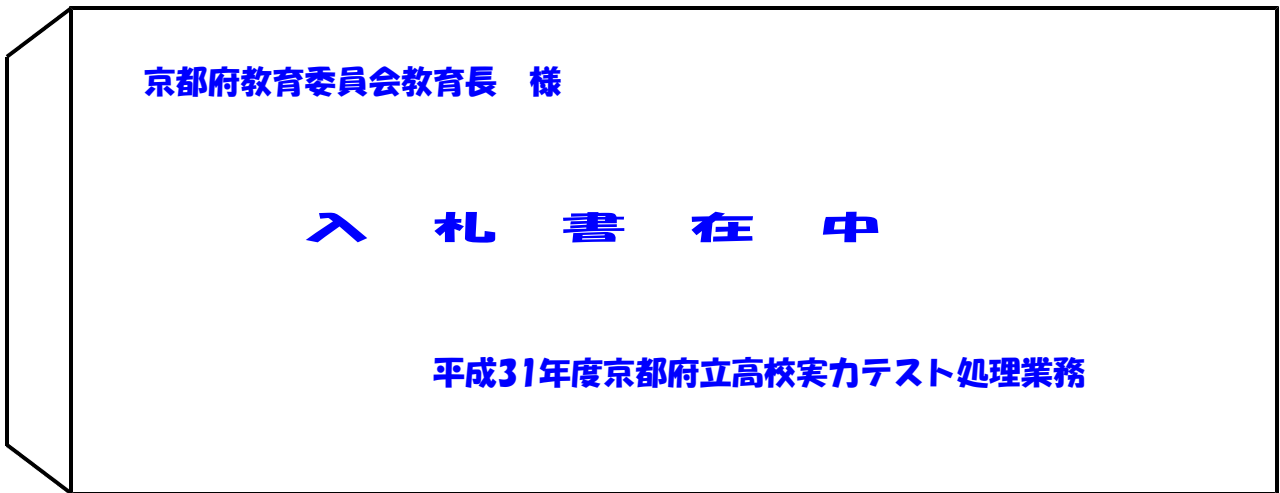 京都府教育委員会教育長　様
入　札　書　在　中
平成31年度京都府立高校実力テスト処理業務